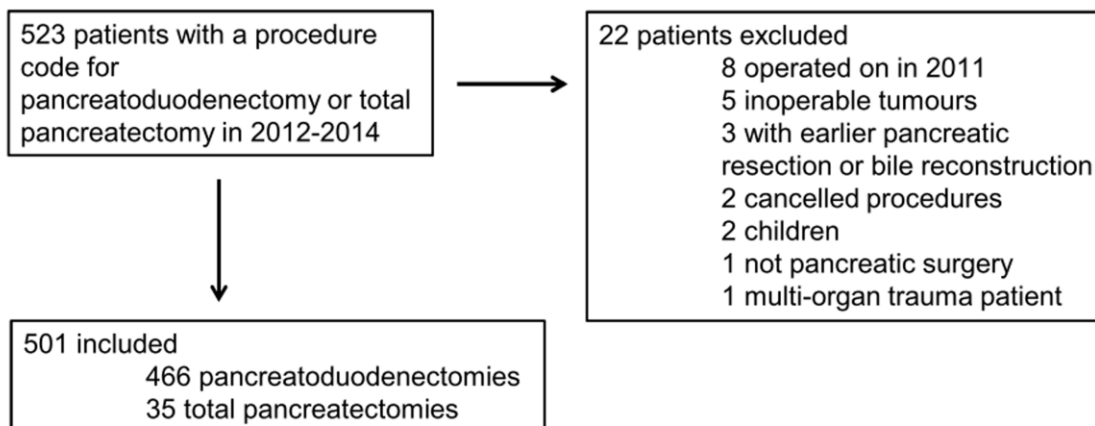 523 patients with a procedure
code for
pancreatoduodenectomy or total
pancreatectomy in 2012-2014
22 patients excluded
8 operated on in 2011
5 inoperable tumours
3 with earlier pancreatic
resection or bile reconstruction
2 cancelled procedures
2 children
1 not pancreatic surgery
1 multi-organ trauma patient
501 included
466 pancreatoduodenectomies
35 total pancreatectomies